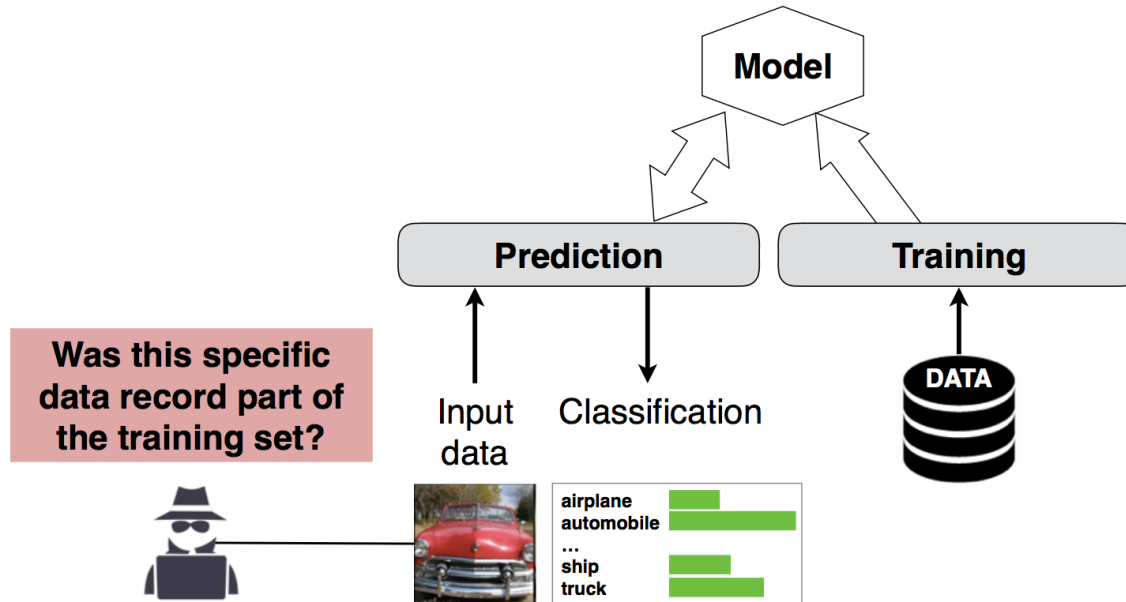 Model
Prediction
Training
Was this specific
data record part of
the training set?
Input
data
Classification
DATA
airplane
automobile
...
ship
truck